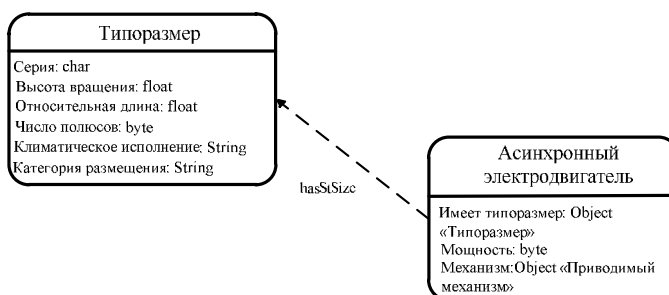 Типоразмер
Серия: char
Высота вращения: float
Относительная длина: float
Число полюсов: byte
Климатическое исполнение: String
Категория размещения: String
hasStSize
Асинхронный
электродвигатель
Имеет типоразмер: Object
«Типоразмер»
Мощность: byte
Механизм:Object «Приводимый
механизм»